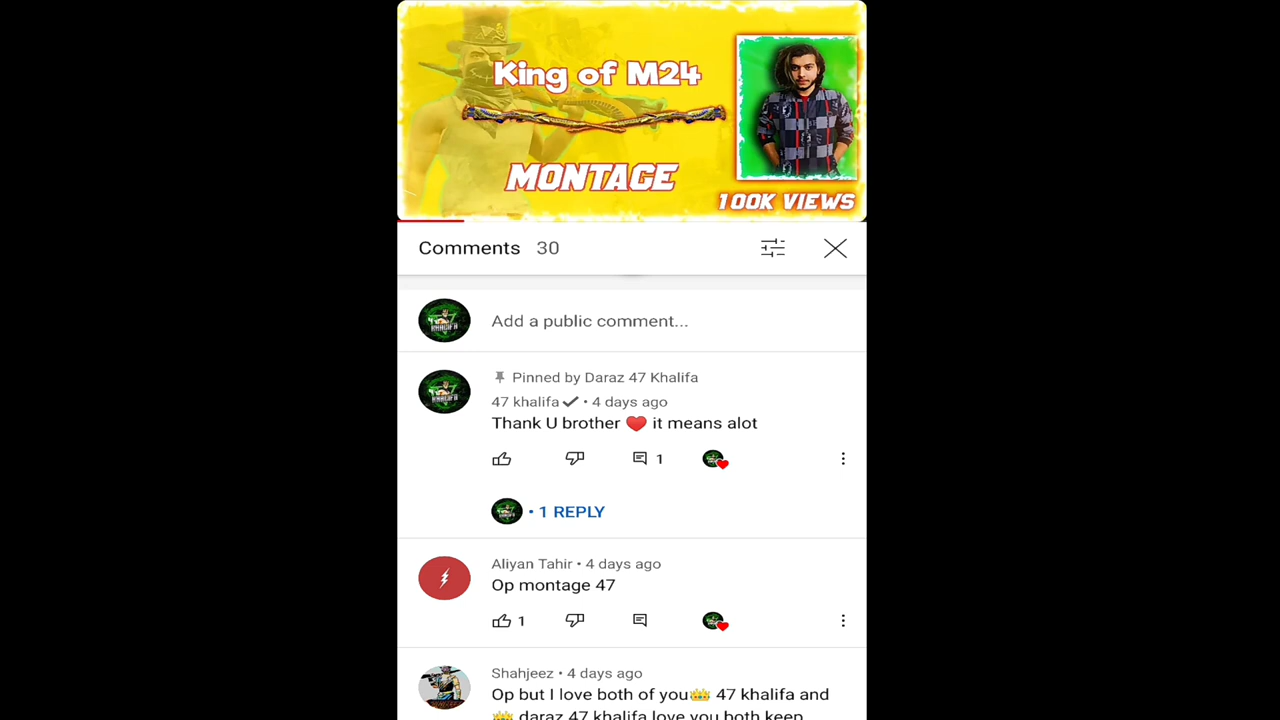 King of M24
MONTAGE
100K VIEWS
Comments 30
Add a public comment...
Pinned by Daraz 47 Khalifa
47 khalifa • 4 days ago
Thank U brother ❤️ it means alot
1
• 1 REPLY
Aliyan Tahir • 4 days ago
Op montage 47
1
Shahjeez • 4 days ago
Op but I love both of you👑 47 khalifa and
👑 daraz 47 khalifa love you both keep